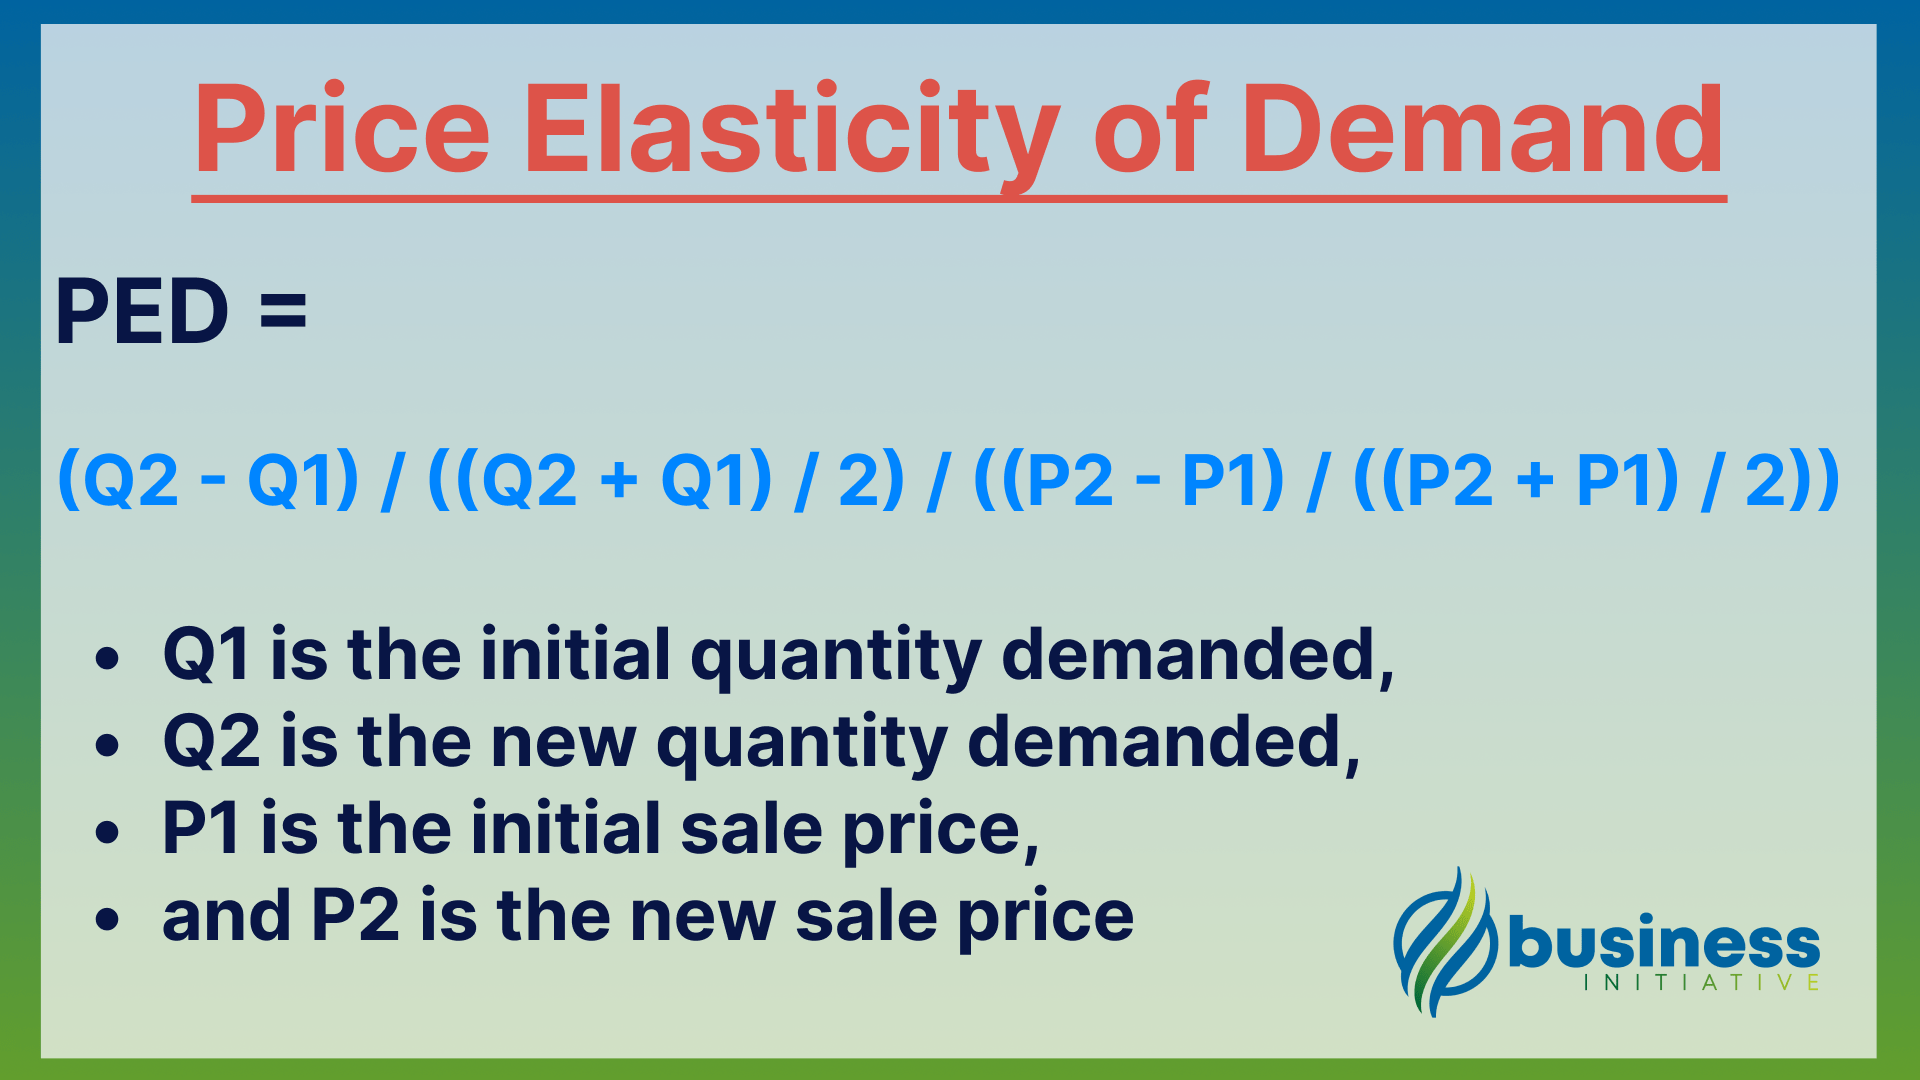 Price Elasticity of Demand
PED =
(Q2 - Q1) / ((Q2 + Q1) / 2) / ((P2 - P1) / ((P2 + P1) / 2))
• Q1 is the initial quantity demanded,
• Q2 is the new quantity demanded,
• P1 is the initial sale price,
• and P2 is the new sale price
business
INITIATIVE